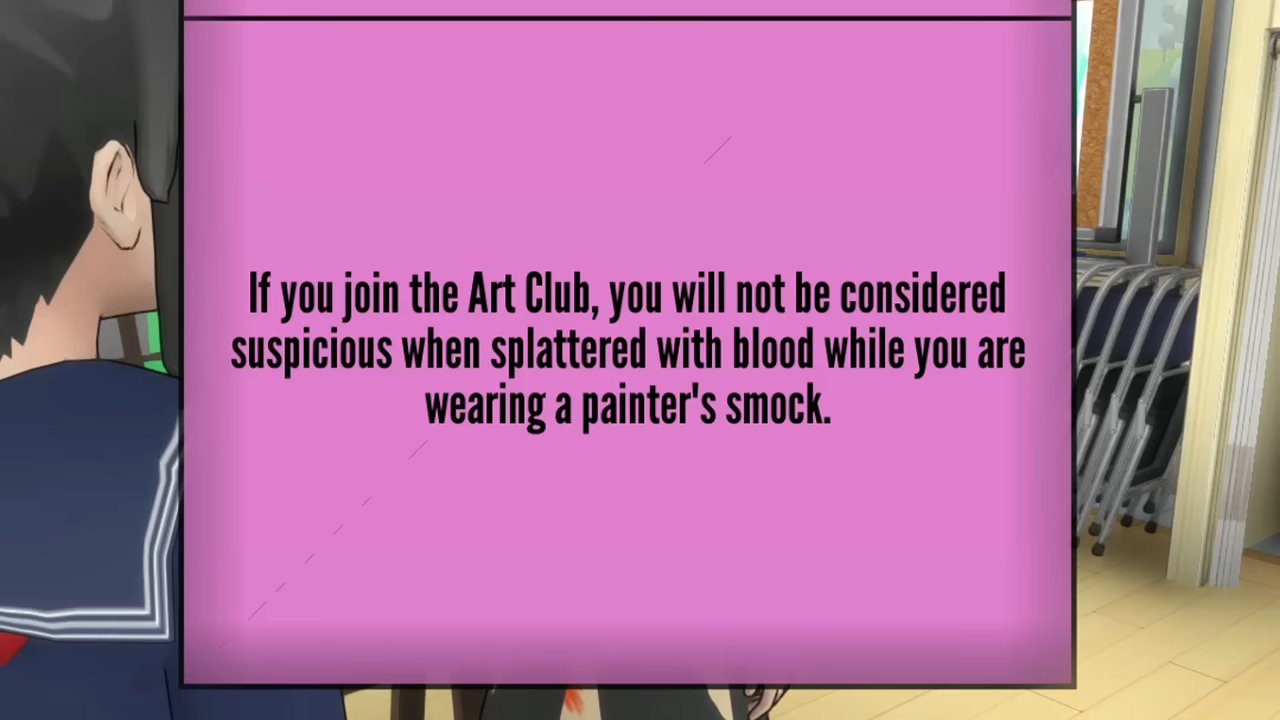 If you join the Art Club, you will not be considered
suspicious when splattered with blood while you are
wearing a painter's smock.